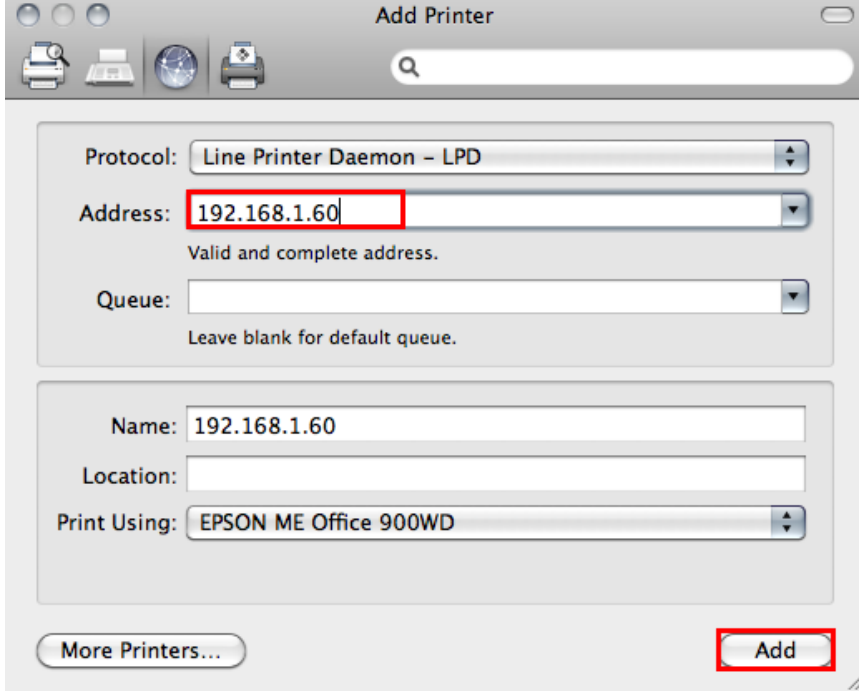 Add Printer
Protocol: Line Printer Daemon – LPD
Address: 192.168.1.60
Valid and complete address.
Queue:
Leave blank for default queue.
Name: 192.168.1.60
Location:
Print Using: EPSON ME Office 900WD
More Printers... Add